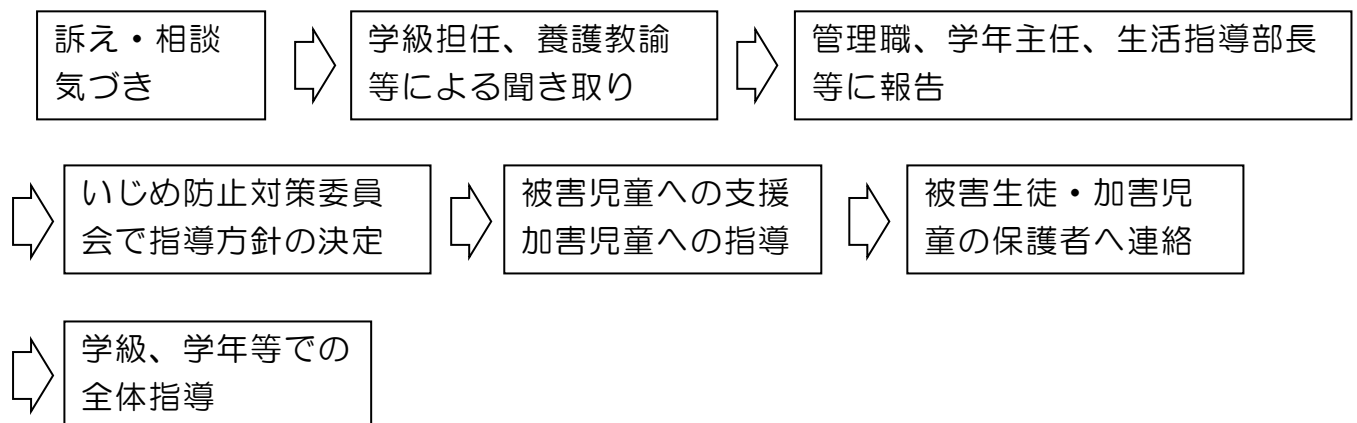 訴え・相談
気づき
学級担任、養護教諭
等による聞き取り
管理職、学年主任、生活指導部長
等に報告
いじめ防止対策委員
会で指導方針の決定
被害児童への支援
加害児童への指導
被害生徒・加害児
童の保護者へ連絡
学級、学年等での
全体指導